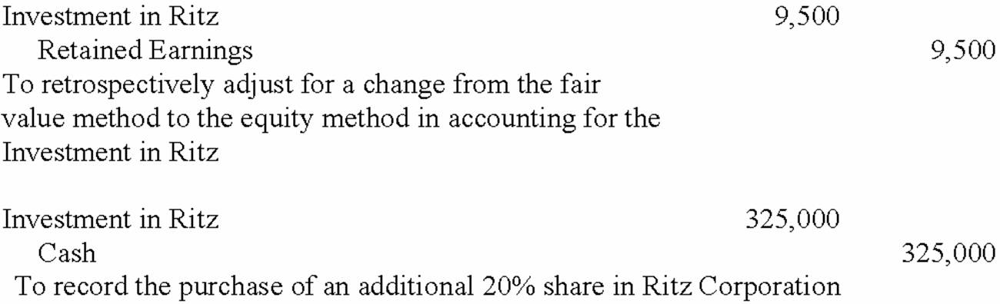 Investment in Ritz 9,500
Retained Earnings 9,500
To retrospectively adjust for a change from the fair
value method to the equity method in accounting for the
Investment in Ritz
Investment in Ritz 325,000
Cash 325,000
To record the purchase of an additional 20% share in Ritz Corporation